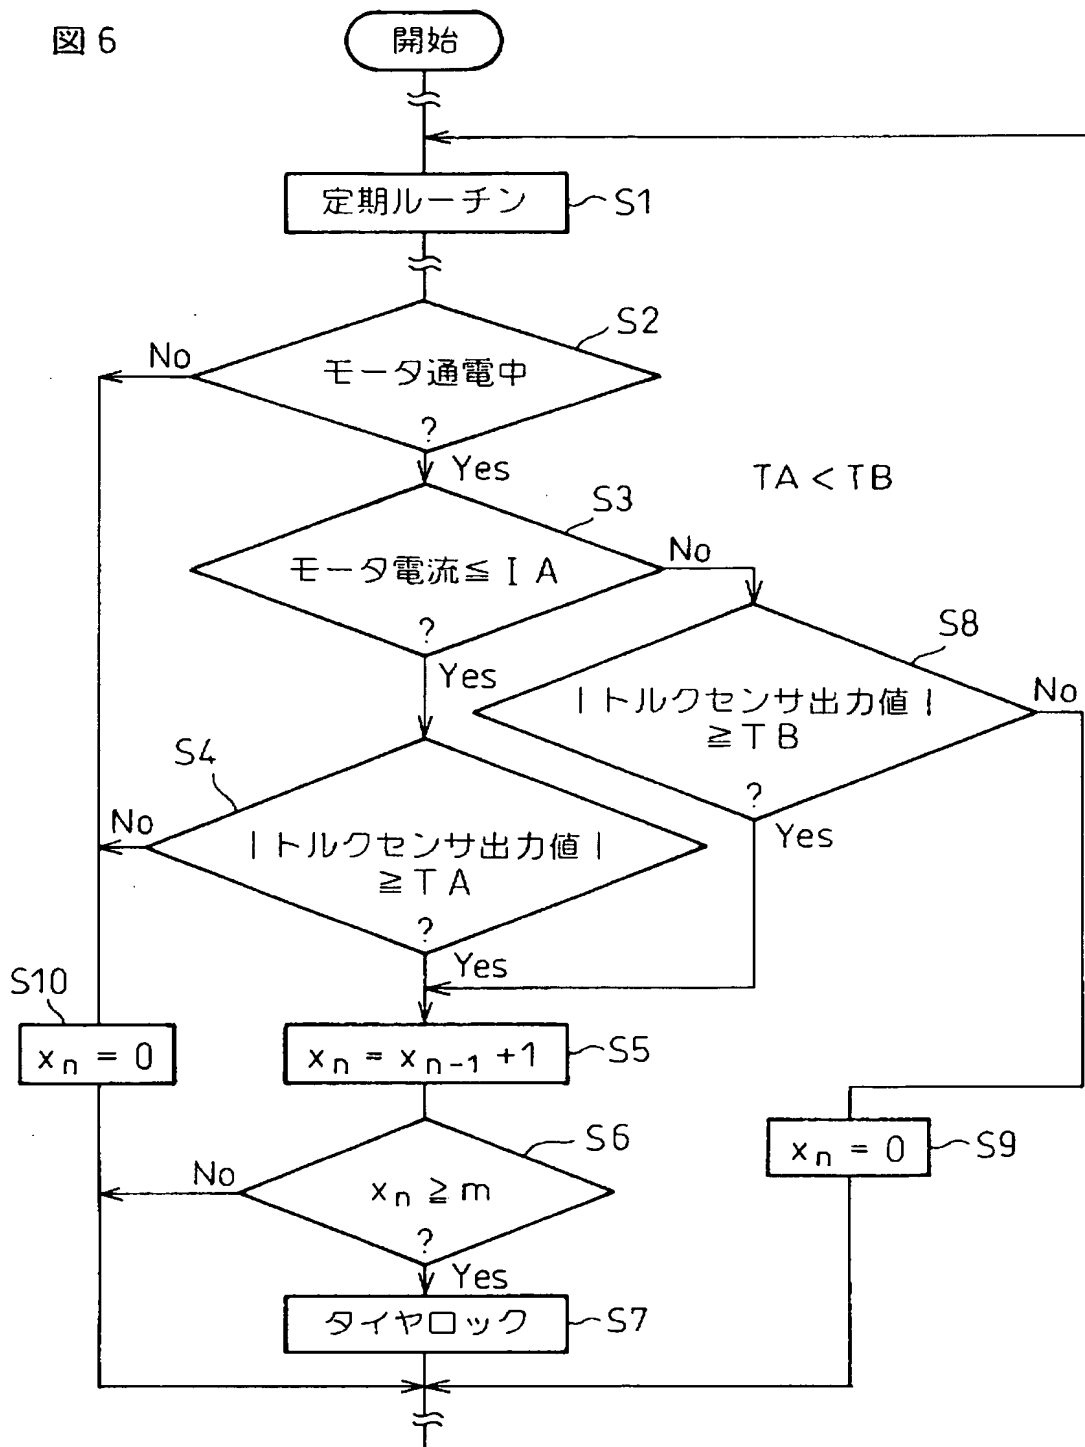 図6
開始
定期ルーチン
S1
S2
No
モータ通電中
?
Yes
TA<TB
S3
No
モータ電流≦IA
?
Yes
S8
No
|トルクセンサ出力値|
≧TB
?
Yes
S4
No
|トルクセンサ出力値|
≧TA
?
Yes
S10
xn = 0
xn = xn-1 +1
S5
S6
No
xn ≧ m
?
Yes
xn = 0
S9
タイヤロック
S7